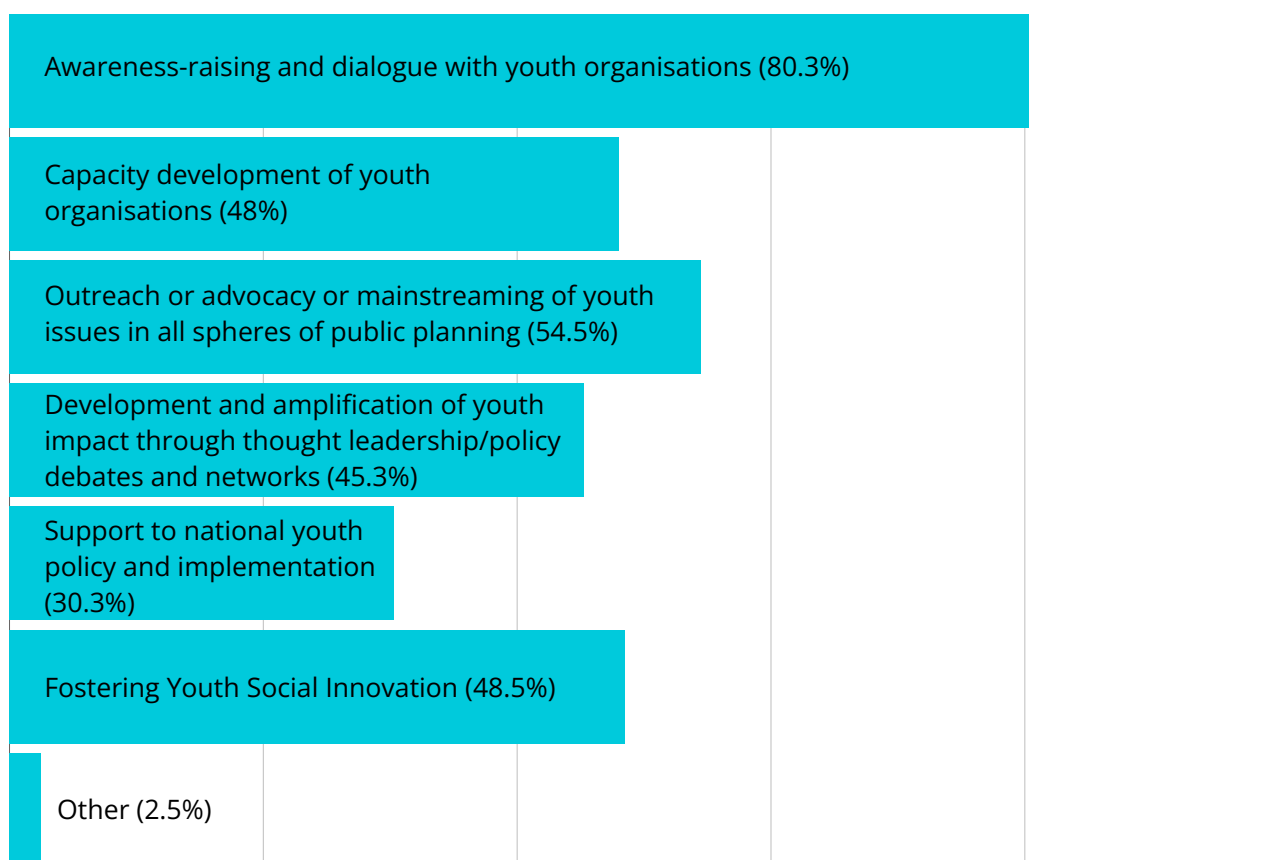 Awareness-raising and dialogue with youth organisations (80.3%)
Capacity development of youth
organisations (48%)
Outreach or advocacy or mainstreaming of youth
issues in all spheres of public planning (54.5%)
Development and amplification of youth
impact through thought leadership/policy
debates and networks (45.3%)
Support to national youth
policy and implementation
(30.3%)
Fostering Youth Social Innovation (48.5%)
Other (2.5%)